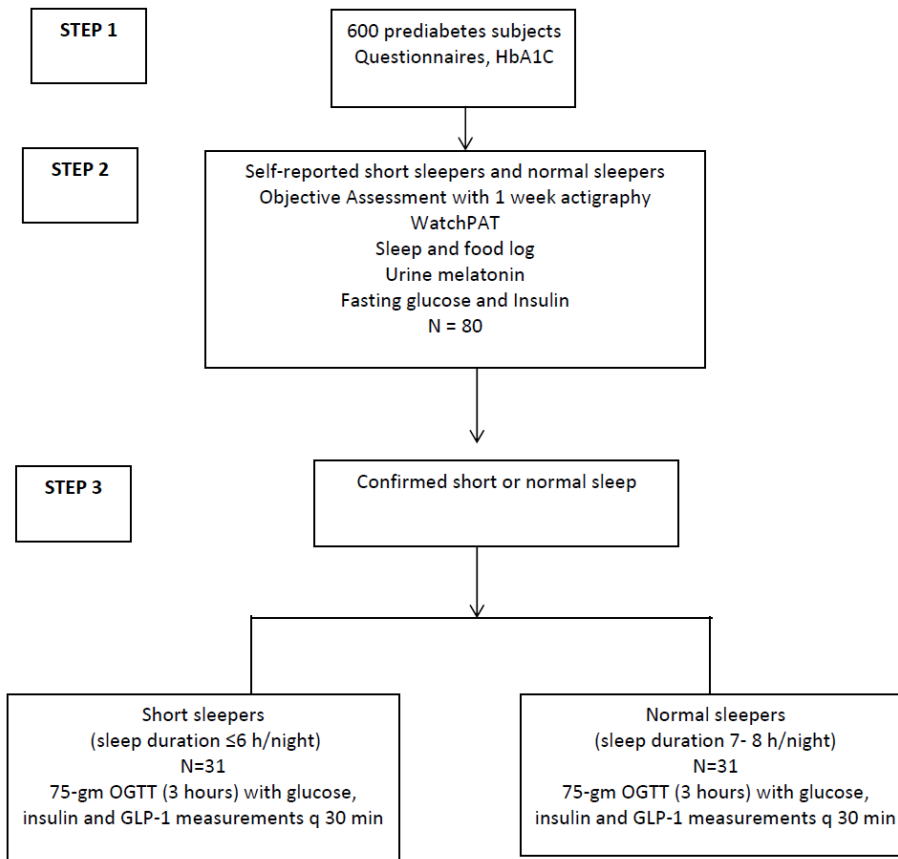 STEP 1
600 prediabetes subjects
Questionnaires, HbA1C
STEP 2
Self-reported short sleepers and normal sleepers
Objective Assessment with 1 week actigraphy
WatchPAT
Sleep and food log
Urine melatonin
Fasting glucose and Insulin
N = 80
STEP 3
Confirmed short or normal sleep
Short sleepers
(sleep duration ≤6 h/night)
N=31
75-gm OGTT (3 hours) with glucose,
insulin and GLP-1 measurements q 30 min
Normal sleepers
(sleep duration 7- 8 h/night)
N=31
75-gm OGTT (3 hours) with glucose,
insulin and GLP-1 measurements q 30 min